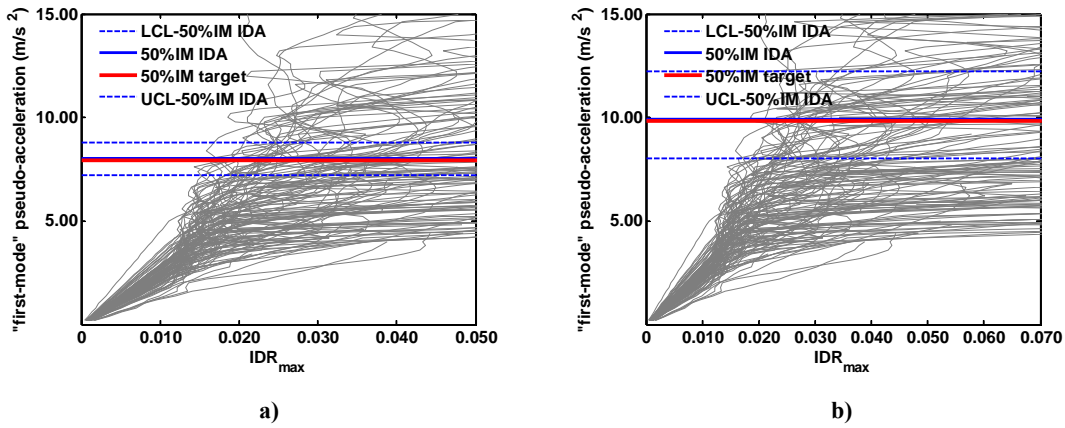 "first-mode" pseudo-acceleration (m/s ²)
15.00
10.00
5.00
LCL-50%IM IDA
50% IM IDA
50%IM target
UCL-50%IM IDA
0 0.010 0.020 0.030 0.040 0.050
IDRmax
a)
"first-mode" pseudo-acceleration (m/s ²)
15.00
10.00
5.00
LCL-50%IM IDA
50% IM IDA
50%IM target
UCL-50%IM IDA
0 0.010 0.020 0.030 0.040 0.050 0.060 0.070
IDRmax
b)